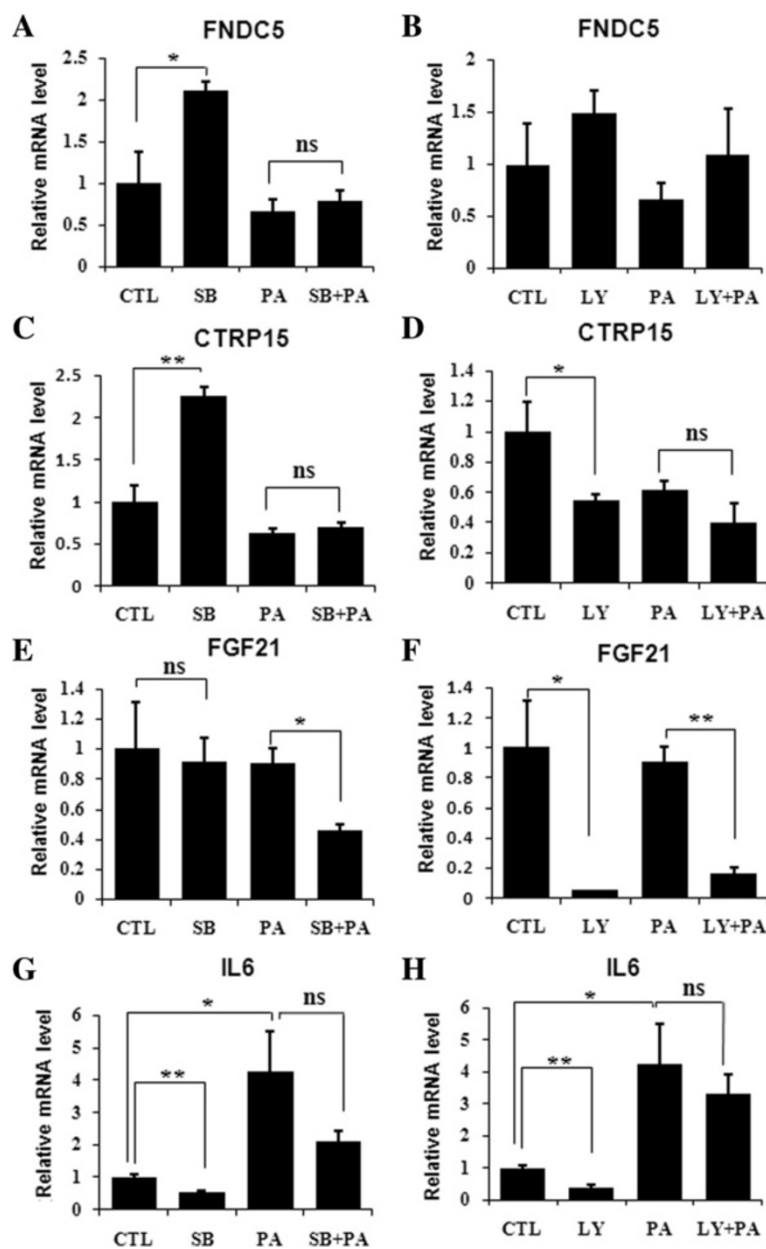 A
FNDC5
Relative mRNA level
2.5
2
1.5
1
0.5
0
*
ns
CTL SB PA SB+PA
B
FNDC5
Relative mRNA level
2
1.5
1
0.5
0
CTL LY PA LY+PA
C
CTRP15
Relative mRNA level
2.5
2
1.5
1
0.5
0
**
ns
CTL SB PA SB+PA
D
CTRP15
Relative mRNA level
1.4
1.2
1
0.8
0.6
0.4
0.2
0
*
ns
CTL LY PA LY+PA
E
FGF21
Relative mRNA level
1.4
1.2
1
0.8
0.6
0.4
0.2
0
ns
*
CTL SB PA SB+PA
F
FGF21
Relative mRNA level
1.4
1.2
1
0.8
0.6
0.4
0.2
0
*
**
CTL LY PA LY+PA
G
IL6
Relative mRNA level
6
5
4
3
2
1
0
*
ns
**
CTL SB PA SB+PA
H
IL6
Relative mRNA level
6
5
4
3
2
1
0
*
ns
**
CTL LY PA LY+PA